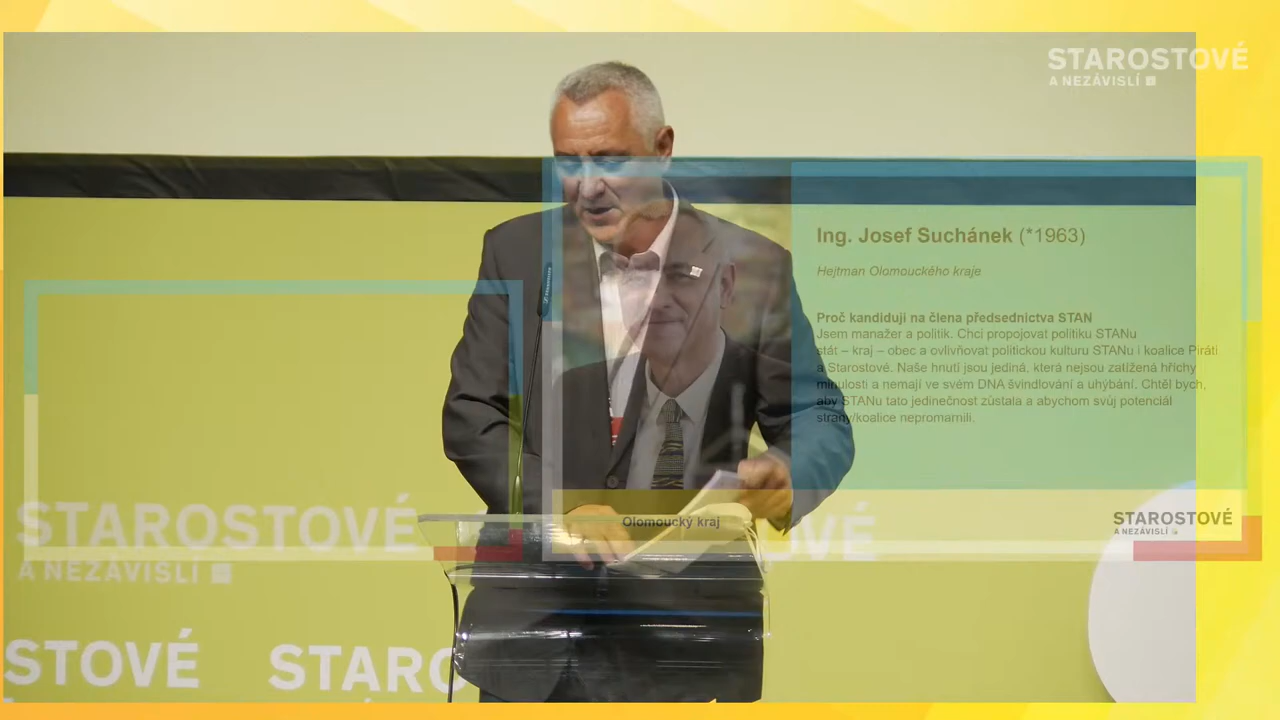 STAROSTOVÉ
A NEZÁVISLÍ
Ing. Josef Suchánek (*1963)
Hejtman Olomouckého kraje
Proč kandiduji na člena předsednictva STAN
Jsem manažer a politik. Chci propojovat politiku STANu
stát – kraj – obec a ovlivňovat politickou kulturu STANu i koalice Piráti
a Starostové. Naše hnutí jsou jediná, která nejsou zatížená hříchy
minulosti a nemají ve svém DNA švindlování a uhýbání. Chtěl bych,
aby STANu tato jedinečnost zůstala a abychom svůj potenciál
strany/koalice nepromarnili.
Olomoucký kraj
STAROSTOVÉ
A NEZÁVISLÍ
STAROSTOVÉ
A NEZÁVISLÍ
VÉ
STOVÉ
STARO